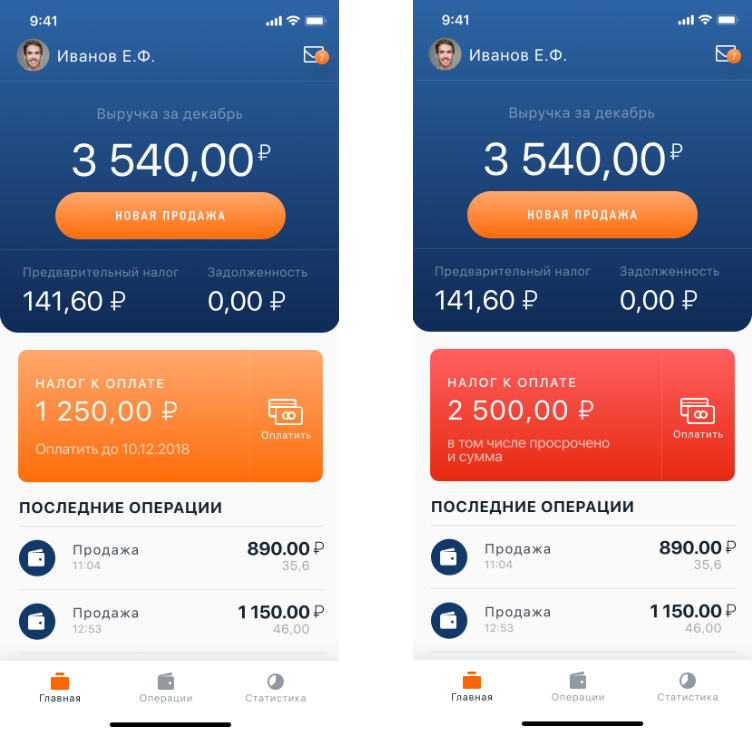 9:41
Иванов Е.Ф.
7
Выручка за декабрь
3 540,00 ₽
НОВАЯ ПРОДАЖА
Предварительный налог Задолженность
141,60 ₽ 0,00 ₽
НАЛОГ К ОПЛАТЕ
1 250,00 ₽
Оплатить
Оплатить до 10.12.2018
ПОСЛЕДНИЕ ОПЕРАЦИИ
Продажа 890.00 ₽
11:04 35,6
Продажа 1 150.00 ₽
12:53 46,00
Главная Операции Статистика
9:41
Иванов Е.Ф.
7
Выручка за декабрь
3 540,00 ₽
НОВАЯ ПРОДАЖА
Предварительный налог Задолженность
141,60 ₽ 0,00 ₽
НАЛОГ К ОПЛАТЕ
2 500,00 ₽
Оплатить
в том числе просрочено
и сумма
ПОСЛЕДНИЕ ОПЕРАЦИИ
Продажа 890.00 ₽
11:04 35,6
Продажа 1 150.00 ₽
12:53 46,00
Главная Операции Статистика